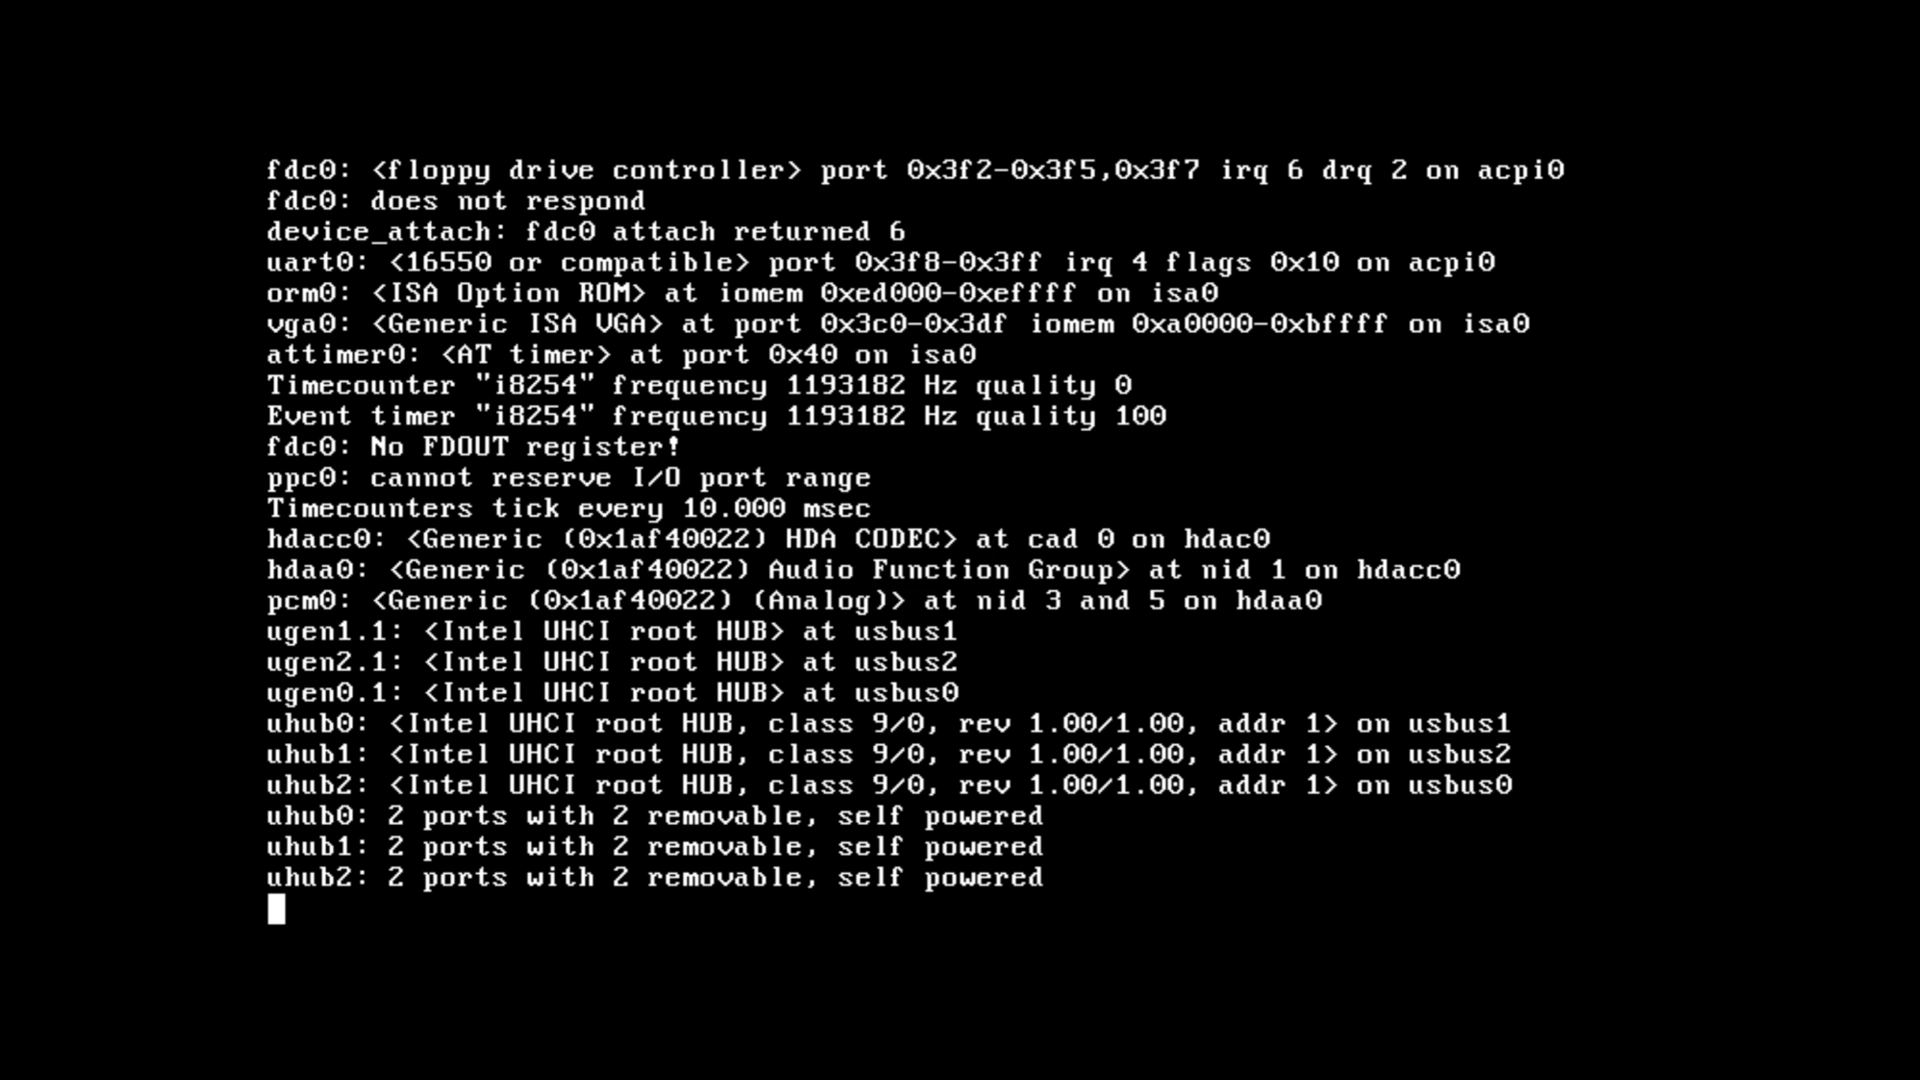 fdc0: <floppy drive controller> port 0x3f2-0x3f5,0x3f7 irq 6 drq 2 on acpi0
fdc0: does not respond
device_attach: fdc0 attach returned 6
uart0: <16550 or compatible> port 0x3f8-0x3ff irq 4 flags 0x10 on acpi0
orm0: <ISA Option ROM> at iomem 0xed000-0xeffff on isa0
vga0: <Generic ISA VGA> at port 0x3c0-0x3df iomem 0xa0000-0xbffff on isa0
attimer0: <AT timer> at port 0x40 on isa0
Timecounter "i8254" frequency 1193182 Hz quality 0
Event timer "i8254" frequency 1193182 Hz quality 100
fdc0: No FDOUT register!
ppc0: cannot reserve I/O port range
Timecounters tick every 10.000 msec
hdacc0: <Generic (0x1af40022) HDA CODEC> at cad 0 on hdac0
hdaa0: <Generic (0x1af40022) Audio Function Group> at nid 1 on hdacc0
pcm0: <Generic (0x1af40022) (Analog)> at nid 3 and 5 on hdaa0
ugen1.1: <Intel UHCI root HUB> at usbus1
ugen2.1: <Intel UHCI root HUB> at usbus2
ugen0.1: <Intel UHCI root HUB> at usbus0
uhub0: <Intel UHCI root HUB, class 9/0, rev 1.00/1.00, addr 1> on usbus1
uhub1: <Intel UHCI root HUB, class 9/0, rev 1.00/1.00, addr 1> on usbus2
uhub2: <Intel UHCI root HUB, class 9/0, rev 1.00/1.00, addr 1> on usbus0
uhub0: 2 ports with 2 removable, self powered
uhub1: 2 ports with 2 removable, self powered
uhub2: 2 ports with 2 removable, self powered